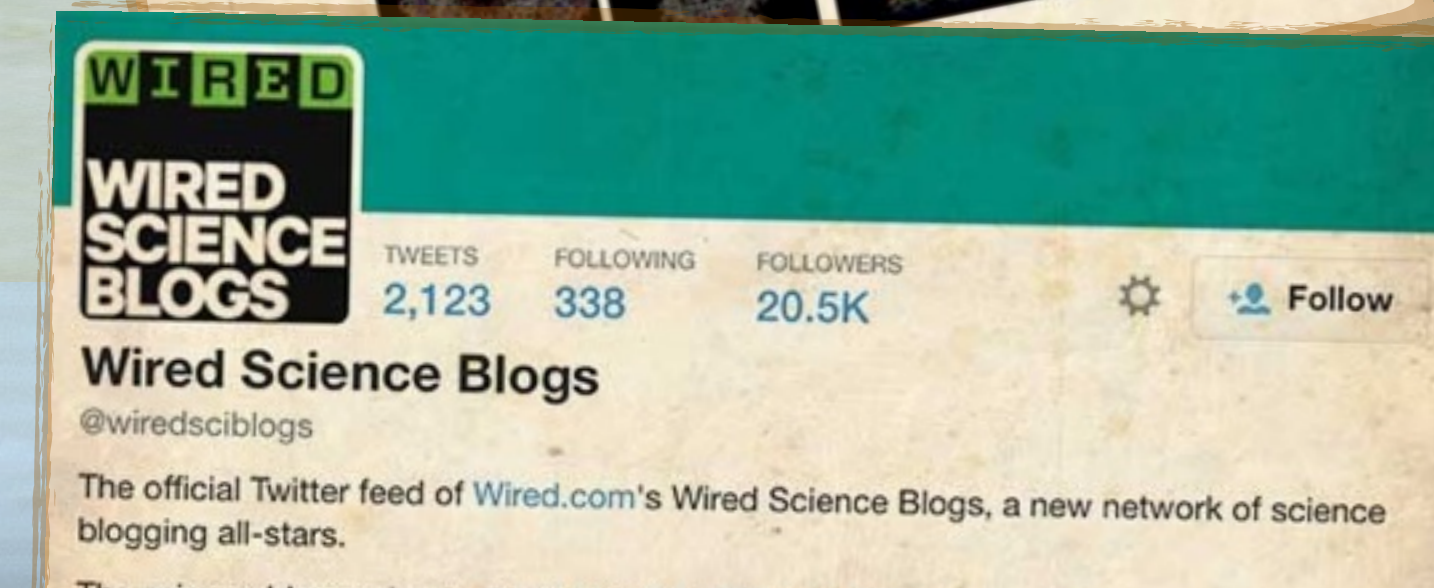 WIRED
WIRED
SCIENCE
BLOGS
TWEETS
2,123
FOLLOWING
338
FOLLOWERS
20.5K
Follow
Wired Science Blogs
@wiredsciblogs
The official Twitter feed of Wired.com's Wired Science Blogs, a new network of science
blogging all-stars.